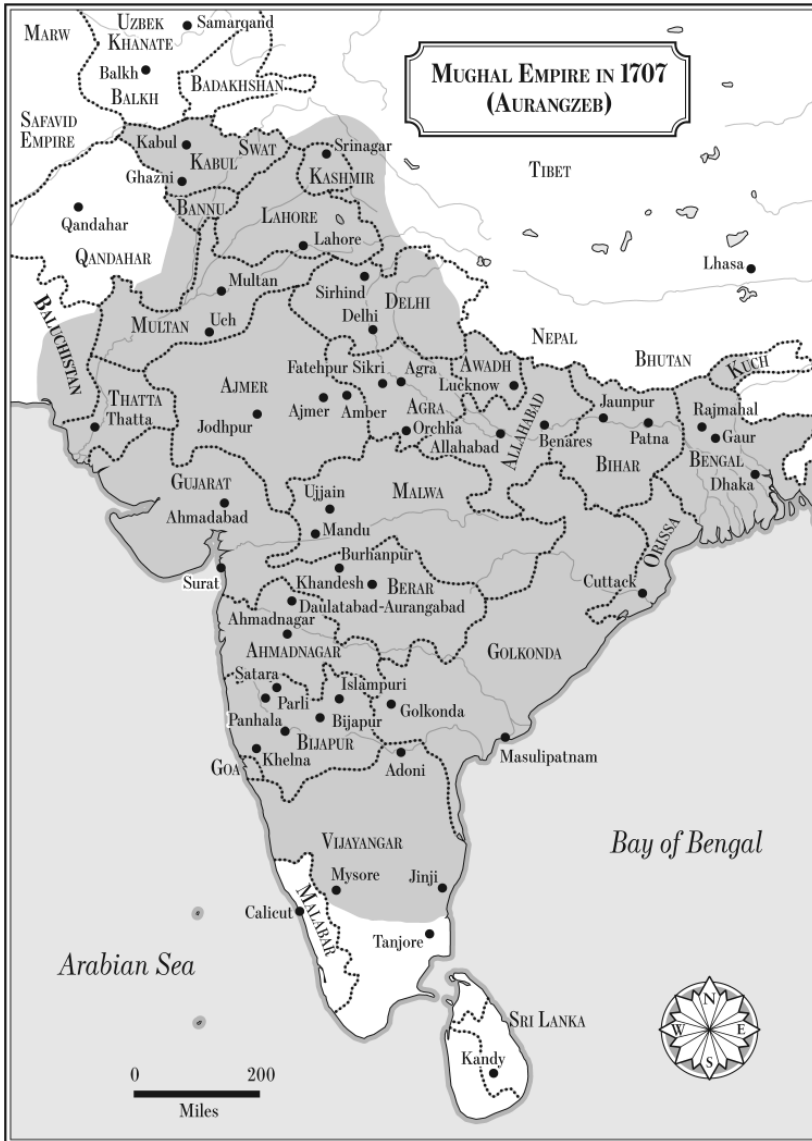 MUGHAL EMPIRE IN 1707
(AURANGZEB)
MARW
UZBEK
KHANATE
Samarqand
Balkh
BALKH
BADAKHSHAN
SAFAVID
EMPIRE
Kabul
KABUL
SWAT
Srinagar
KASHMIR
Ghazni
BANNU
TIBET
Qandahar
QANDAHAR
LAHORE
Lahore
Lhasa
Multan
MULTAN
Uch
Sirhind
DELHI
Delhi
BALUCHISTAN
NEPAL
BHUTAN
KUCH
THATTA
Thatta
AJMER
Jodhpur
Ajmer
Amber
Fatehpur Sikri
Agra
AGRA
Orchhia
AWADH
Lucknow
Allahabad
ALLAHABAD
Benares
Jaunpur
Patna
BIHAR
Rajmahal
Gaur
BENGAL
Dhaka
GUJARAT
Ahmadabad
Ujjain
MALWA
Mandu
ORISSA
Surat
Burhanpur
Khandesh
BERAR
Cuttack
Daulatabad-Aurangabad
Ahmadnagar
AHMADNAGAR
GOLKONDA
Satara
Parli
Islampuri
Golkonda
Panhala
Bijapur
BIJAPUR
Khelna
GOA
Adoni
Masulipatnam
VIJAYANGAR
Bay of Bengal
Mysore
Jinji
Calicut
MALABAR
Tanjore
Arabian Sea
SRI LANKA
Kandy
N
W
E
S
0 200
Miles